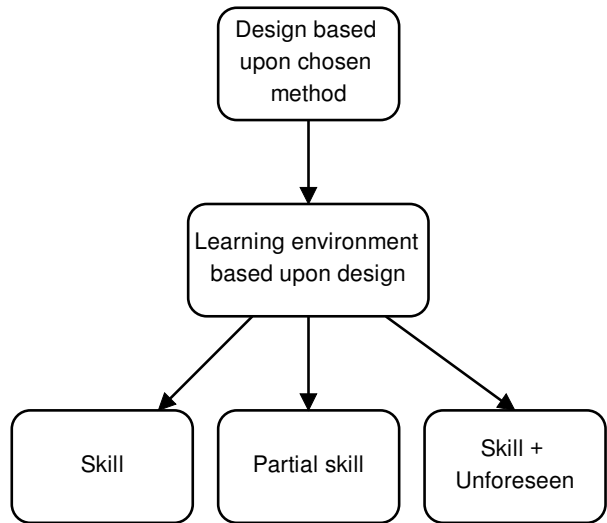 Design based
upon chosen
method
Learning environment
based upon design
Skill
Partial skill
Skill +
Unforeseen